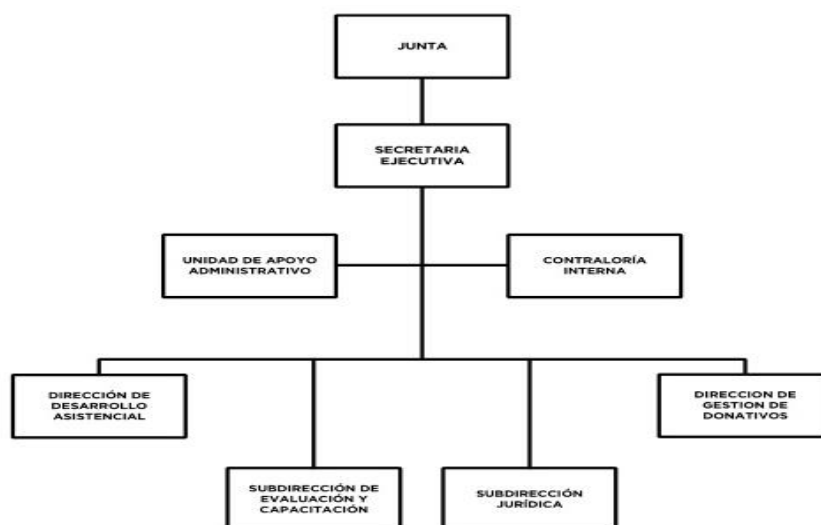 JUNTA
SECRETARIA
EJECUTIVA
UNIDAD DE APOYO
ADMINISTRATIVO
CONTRALORÍA
INTERNA
DIRECCIÓN DE
DESARROLLO
ASISTENCIAL
DIRECCION DE
GESTION DE
DONATIVOS
SUBDIRECCIÓN DE
EVALUACIÓN Y
CAPACITACIÓN
SUBDIRECCIÓN
JURÍDICA